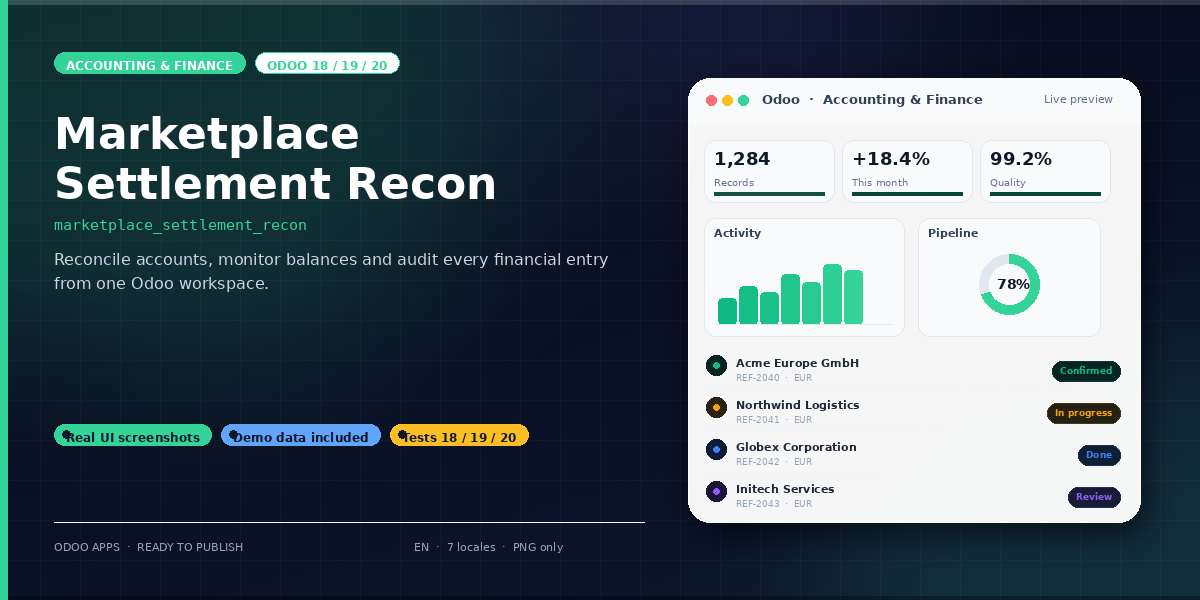 ACCOUNTING & FINANCE
ODOO 18 / 19 / 20
Marketplace
Settlement Recon
marketplace_settlement_recon
Reconcile accounts, monitor balances and audit every financial entry
from one Odoo workspace.
Real UI screenshots
Demo data included
Tests 18 / 19 / 20
ODOO APPS · READY TO PUBLISH
EN · 7 locales · PNG only
Odoo · Accounting & Finance
Live preview
1,284
Records
+18.4%
This month
99.2%
Quality
Activity
Pipeline
78%
Acme Europe GmbH
REF-2040 · EUR
Confirmed
Northwind Logistics
REF-2041 · EUR
In progress
Globex Corporation
REF-2042 · EUR
Done
Initech Services
REF-2043 · EUR
Review